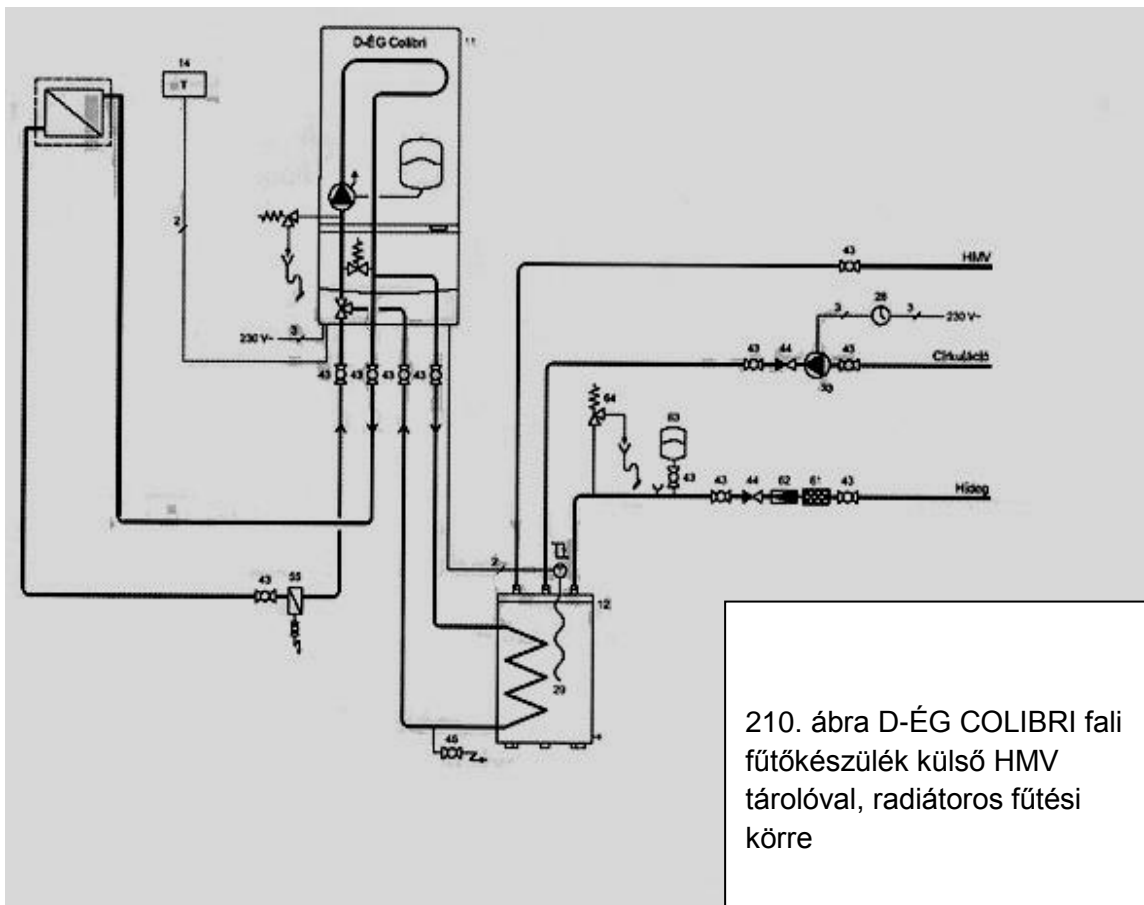 D-ÉG Colibri
11
14
T
2
230 V~
3
43
43
43
43
43
HMV
3
28
3
230 V~
43
44
43
Cirkuláció
33
64
63
43
43
44
62
61
43
Hideg
2
12
29
43
55
45
210. ábra D-ÉG COLIBRI fali
fűtőkészülék külső HMV
tárolóval, radiátoros fűtési
körre